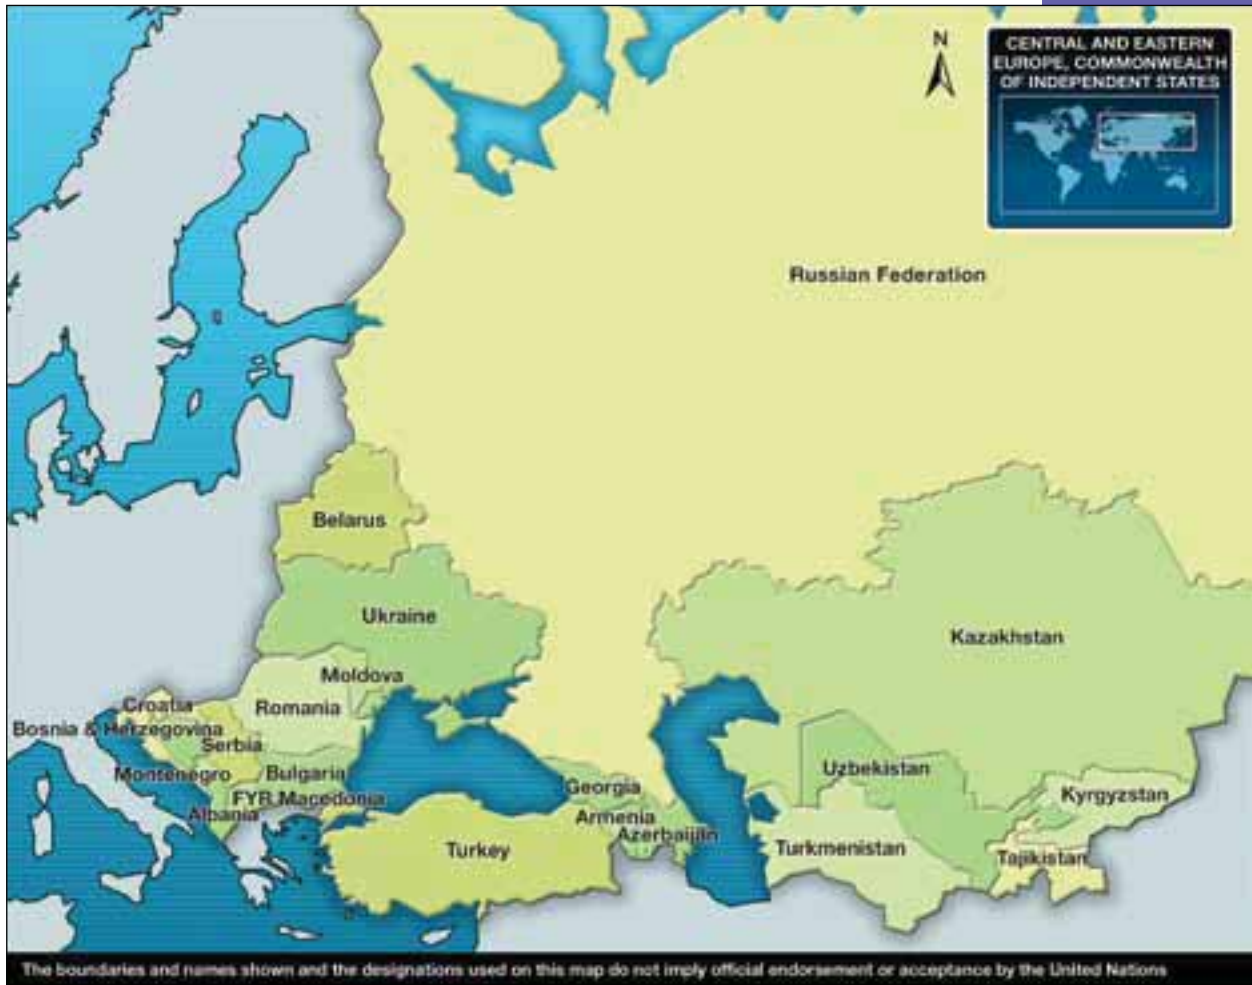 N
CENTRAL AND EASTERN
EUROPE, COMMONWEALTH
OF INDEPENDENT STATES
Russian Federation
Belarus
Ukraine
Kazakhstan
Moldova
Croatia
Romania
Bosnia & Herzegovina
Serbia
Uzbekistan
Montenegro
Bulgaria
Georgia
Kyrgyzstan
FYR Macedonia
Albania
Armenia
Azerbaijan
Turkey
Turkmenistan
Tajikistan
The boundaries and names shown and the designations used on this map do not imply official endorsement or acceptance by the United Nations